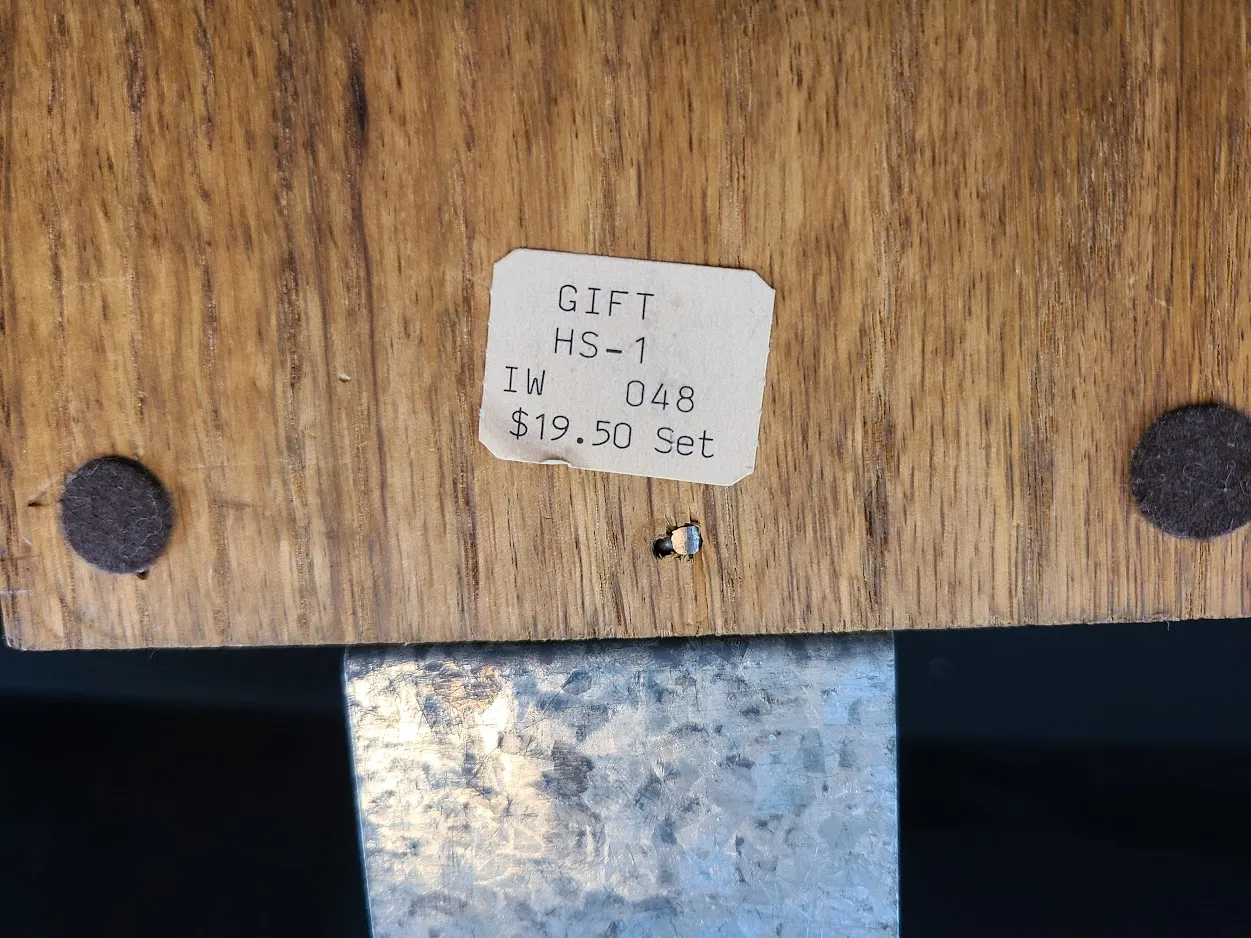 GIFT
HS-1
IW 048
$19.50 Set